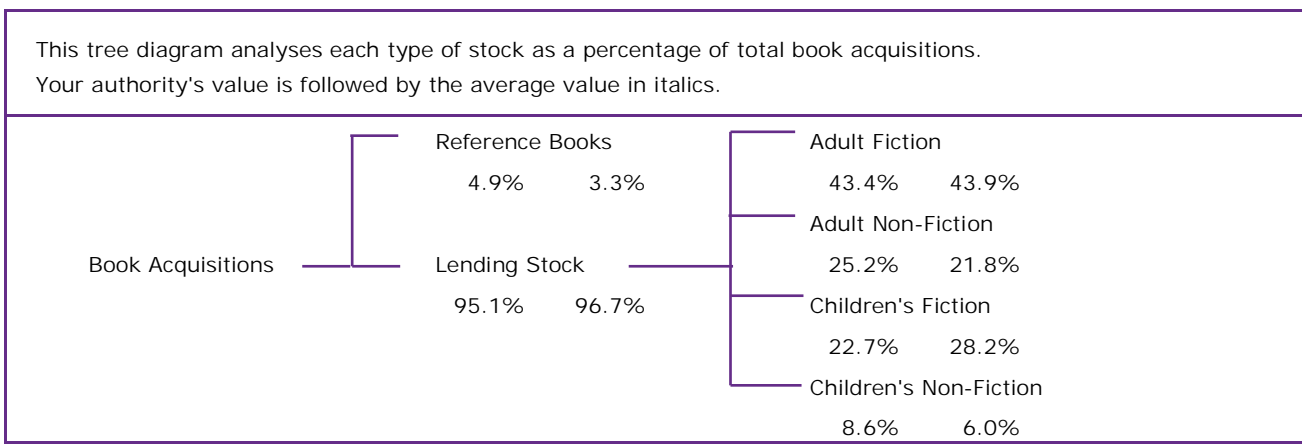 This tree diagram analyses each type of stock as a percentage of total book acquisitions.
Your authority's value is followed by the average value in italics.
Reference Books
4.9% 3.3%
Book Acquisitions
Lending Stock
95.1% 96.7%
Adult Fiction
43.4% 43.9%
Adult Non-Fiction
25.2% 21.8%
Children's Fiction
22.7% 28.2%
Children's Non-Fiction
8.6% 6.0%